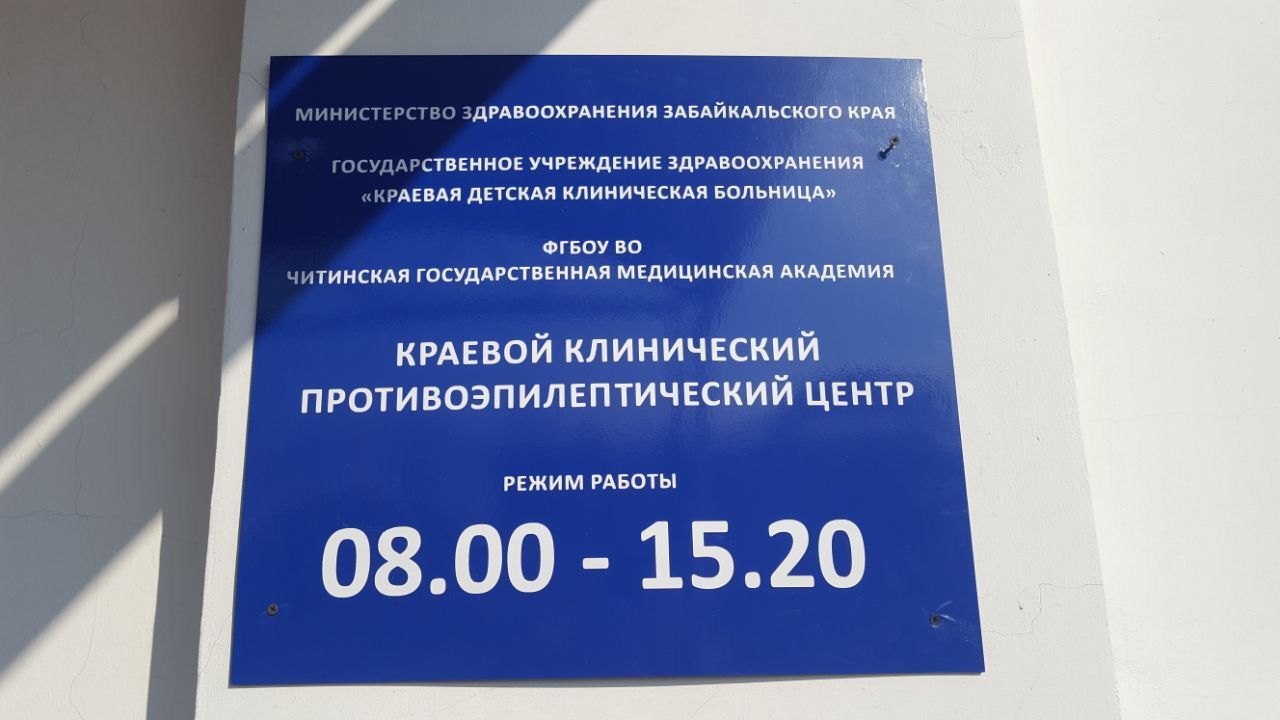 МИНИСТЕРСТВО ЗДРАВООХРАНЕНИЯ ЗАБАЙКАЛЬСКОГО КРАЯ
ГОСУДАРСТВЕННОЕ УЧРЕЖДЕНИЕ ЗДРАВООХРАНЕНИЯ
«КРАЕВАЯ ДЕТСКАЯ КЛИНИЧЕСКАЯ БОЛЬНИЦА»
ФГБОУ ВО
ЧИТИНСКАЯ ГОСУДАРСТВЕННАЯ МЕДИЦИНСКАЯ АКАДЕМИЯ
КРАЕВОЙ КЛИНИЧЕСКИЙ
ПРОТИВОЭПИЛЕПТИЧЕСКИЙ ЦЕНТР
РЕЖИМ РАБОТЫ
08.00 - 15.20